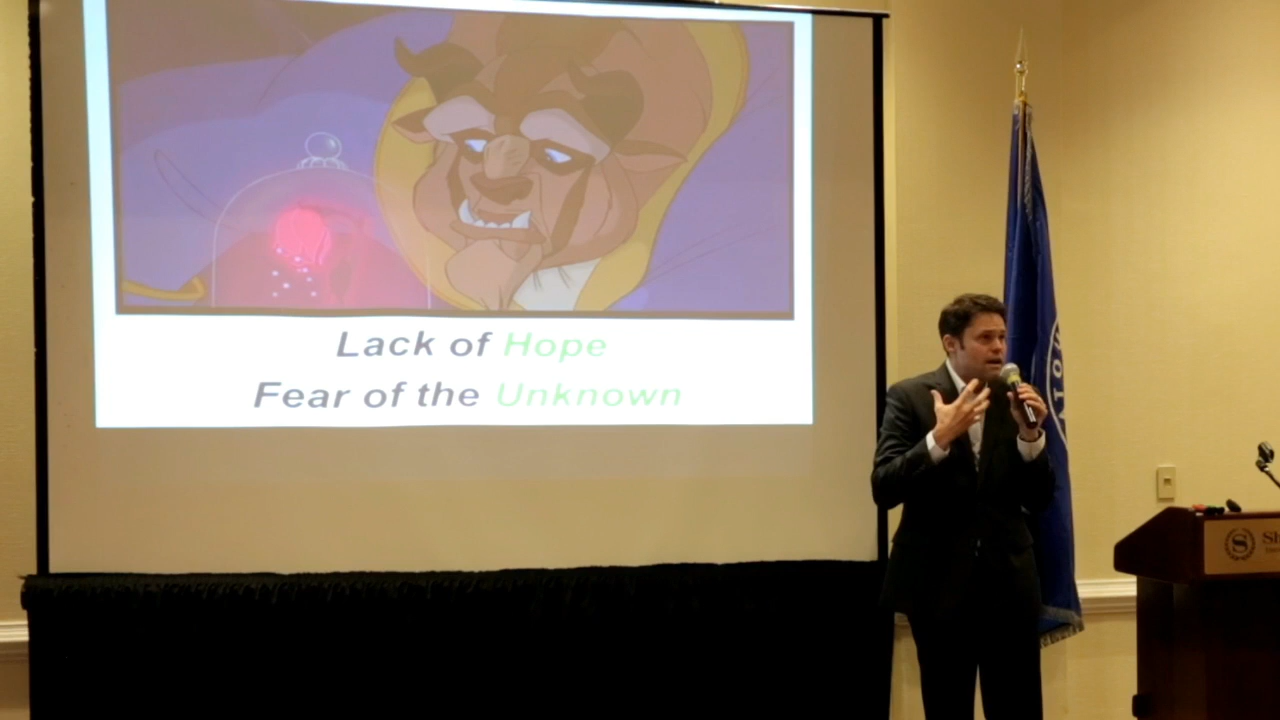 Lack of Hope
Fear of the Unknown
S